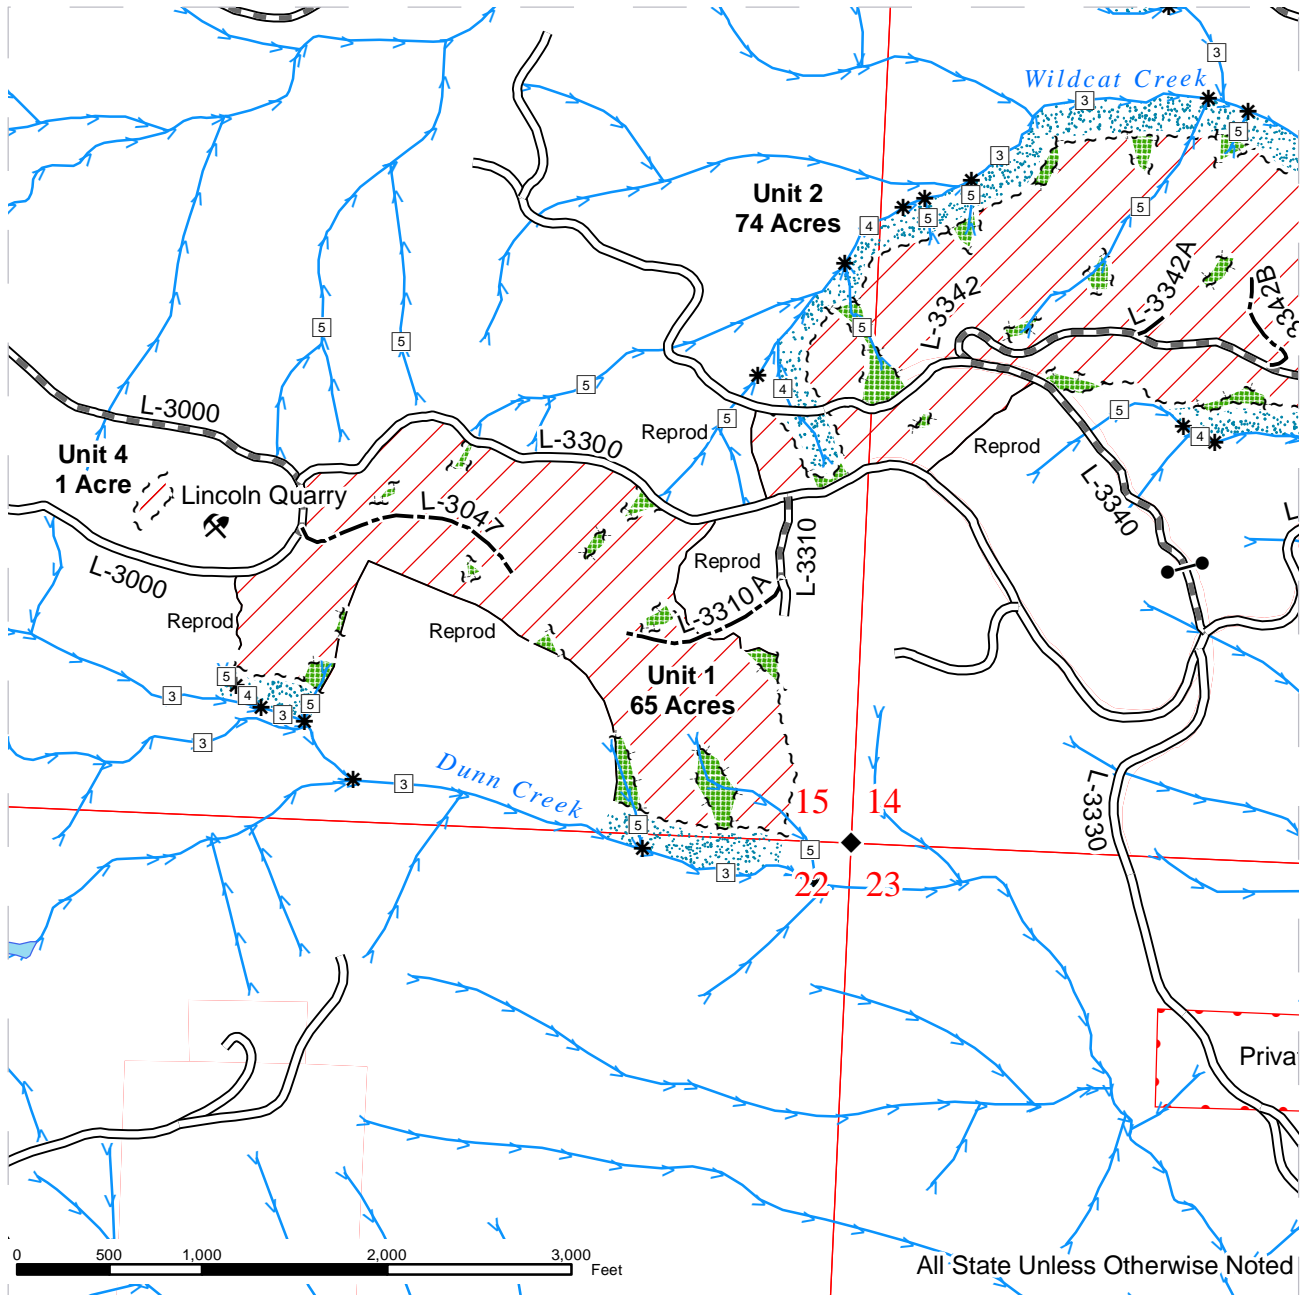 3
Wildcat Creek
3
5
3
Unit 2
74 Acres
5
5
5
4
L-3342A
L-3342
3342B
5
5
5
5
4
5
L-3000
5
5
4
L-3300
Reprod
Reprod
Unit 4
1 Acre
Lincoln Quarry
L-3047
L-3340
L-
L-3000
Reprod
L-3310
L-3310A
Reprod
Reprod
5
3
4
3
5
Unit 1
65 Acres
3
Dunn Creek
3
15
14
L-3330
5
5
3
22
23
Priva
0
500
1,000
2,000
3,000
Feet
All State Unless Otherwise Noted